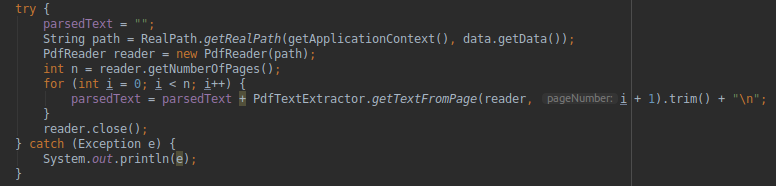 try {
    parsedText = "";
    String path = RealPath.getRealPath(getApplicationContext(), data.getData());
    PdfReader reader = new PdfReader(path);
    int n = reader.getNumberOfPages();
    for (int i = 0; i < n; i++) {
        parsedText = parsedText + PdfTextExtractor.getTextFromPage(reader, pageNumber: i + 1).trim() + "\n";
    }
    reader.close();
} catch (Exception e) {
    System.out.println(e);
}